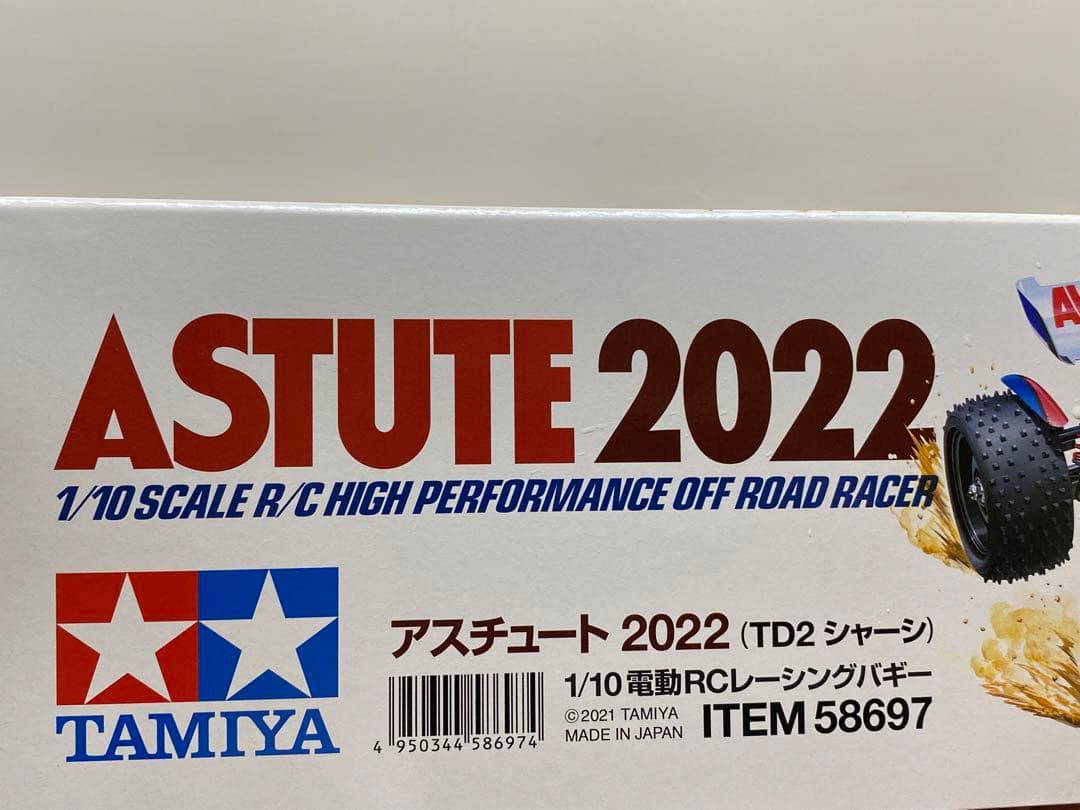 ASTUTE 2022
1/10 SCALE R/C HIGH PERFORMANCE OFF ROAD RACER
TAMIYA
アスチュート 2022 (TD2 シャーシ)
1/10 電動RCレーシングバギー
©2021 TAMIYA
MADE IN JAPAN
ITEM 58697
4 950344 586974